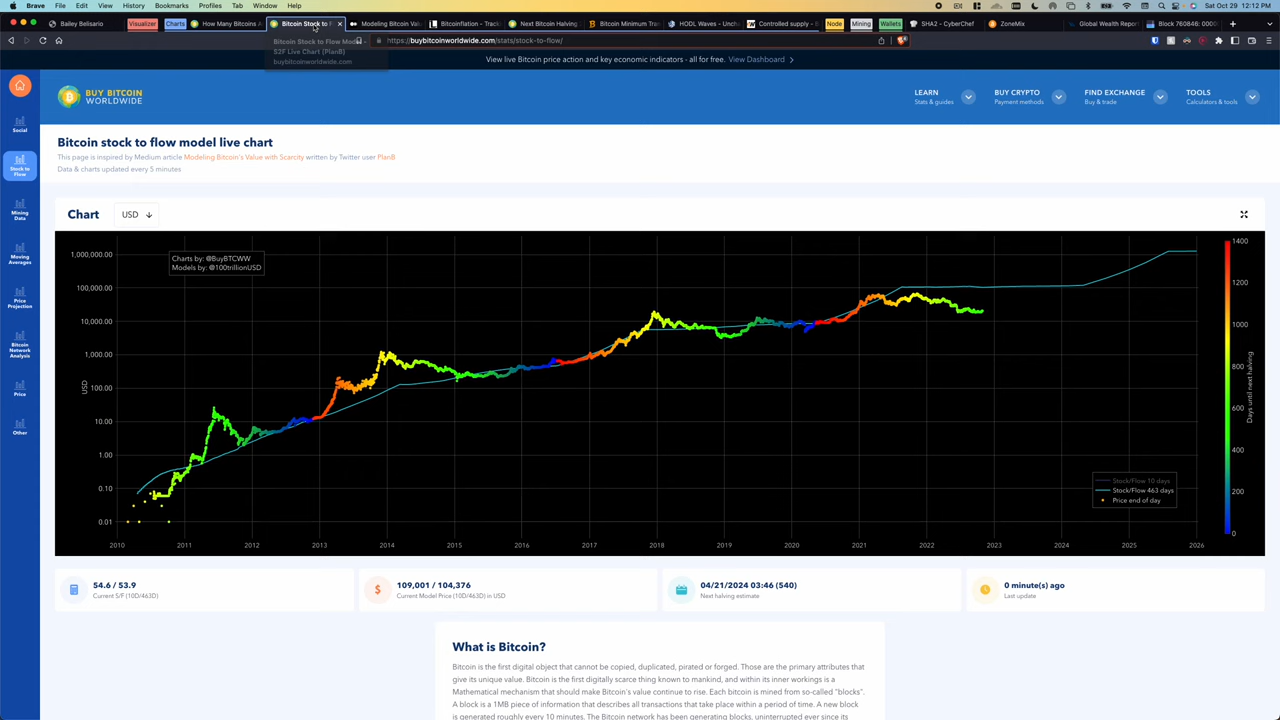 Brave File Edit View History Bookmarks Profiles Tab Window Help Sat Oct 29 12:12 PM
Bailey Belisario Visualizer Charts How Many Bitcoins Bitcoin Stock to F Modeling Bitcoin Val Bitcoinflation - Track Next Bitcoin Halving Bitcoin Minimum Tran HODL Waves - Unch Controlled supply - B Node Mining Wallets SHA2 - CyberChef ZoneMix Global Wealth Repor Block 760846: 00000
https://buybitcoinworldwide.com/stats/stock-to-flow/
Bitcoin Stock to Flow Mod
S2F Live Chart (PlanB)
buybitcoinworldwide.com
View live Bitcoin price action and key economic indicators - all for free. View Dashboard
BUY BITCOIN
WORLDWIDE
LEARN
Stats & guides
BUY CRYPTO
Payment methods
FIND EXCHANGE
Buy & trade
TOOLS
Calculators & tools
Social
Stock to
Flow
Mining
Data
Moving
Averages
Price
Projection
Bitcoin
Network
Analysis
Price
Other
Bitcoin stock to flow model live chart
This page is inspired by Medium article Modeling Bitcoin's Value with Scarcity written by Twitter user PlanB
Data & charts updated every 5 minutes
Chart USD
Charts by: @BuyBTCWW
Models by: @100trillionUSD
1,000,000.00
100,000.00
10,000.00
1,000.00
100.00
10.00
1.00
0.10
0.01
USD
2010 2011 2012 2013 2014 2015 2016 2017 2018 2019 2020 2021 2022 2023 2024 2025 2026
Stock/Flow 10 days
Stock/Flow 463 days
Price end of day
1400
1200
1000
800
600
400
200
0
Days until next halving
54.6 / 53.9
Current S/F (10D/463D)
109,001 / 104,376
Current Model Price (10D/463D) in USD
04/21/2024 03:46 (540)
Next halving estimate
0 minute(s) ago
Last update
What is Bitcoin?
Bitcoin is the first digital object that cannot be copied, duplicated, pirated or forged. Those are the primary attributes that
give its unique value. Bitcoin is the first digitally scarce thing known to mankind, and within its inner workings is a
Mathematical mechanism that should make Bitcoin's value continue to rise. Each bitcoin is mined from so-called "blocks".
A block is a 1MB piece of information that describes all transactions that take place within a period of time. A new block
is generated roughly every 10 minutes. The Bitcoin network has been generating blocks, uninterrupted ever since its